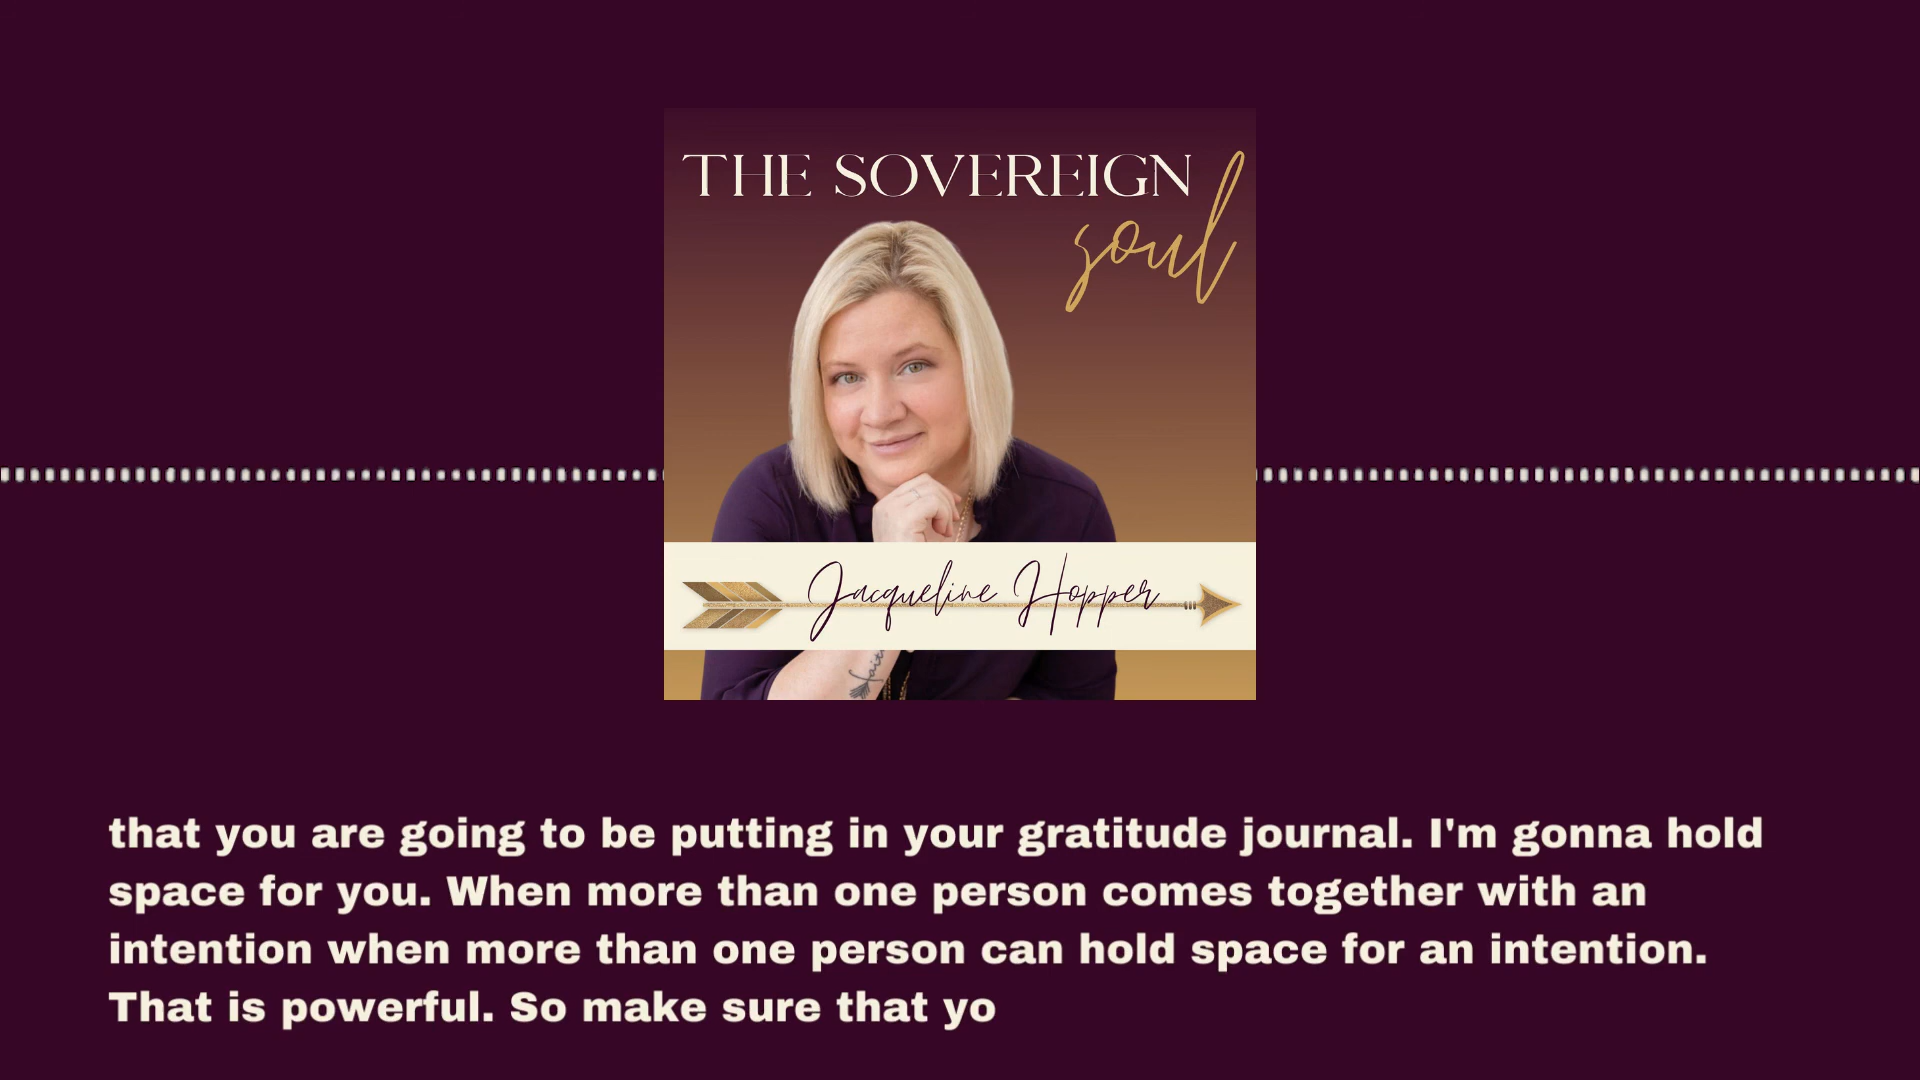 THE SOVEREIGN
soul
Jacqueline Hopper
faith
that you are going to be putting in your gratitude journal. I'm gonna hold
space for you. When more than one person comes together with an
intention when more than one person can hold space for an intention.
That is powerful. So make sure that yo